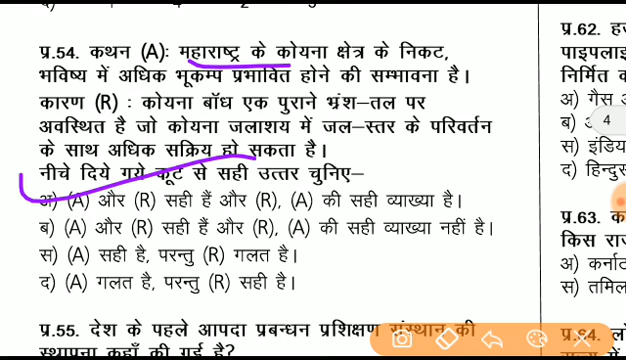 प्र.54. कथन (A): महाराष्ट्र के कोयना क्षेत्र के निकट,
भविष्य में अधिक भूकम्प प्रभावित होने की सम्भावना है।
कारण (R) : कोयना बाँध एक पुराने भ्रंश-तल पर
अवस्थित है जो कोयना जलाशय में जल-स्तर के परिवर्तन
के साथ अधिक सक्रिय हो सकता है।
नीचे दिये गये कूट से सही उत्तर चुनिए–
अ) (A) और (R) सही हैं और (R), (A) की सही व्याख्या है।
ब) (A) और (R) सही हैं और (R), (A) की सही व्याख्या नहीं है।
स) (A) सही है, परन्तु (R) गलत है।
द) (A) गलत है, परन्तु (R) सही है।
प्र.55. देश के पहले आपदा प्रबन्धन प्रशिक्षण संस्थान की
स्थापना कहाँ की गई है?
प्र.62.
पाइपलाइ
निर्मित
अ) गैस
ब)
4
स) इंडिय
द) हिन्दुस
प्र.63.
किस राज
अ) कर्नाट
स) तमिल
प्र.64.